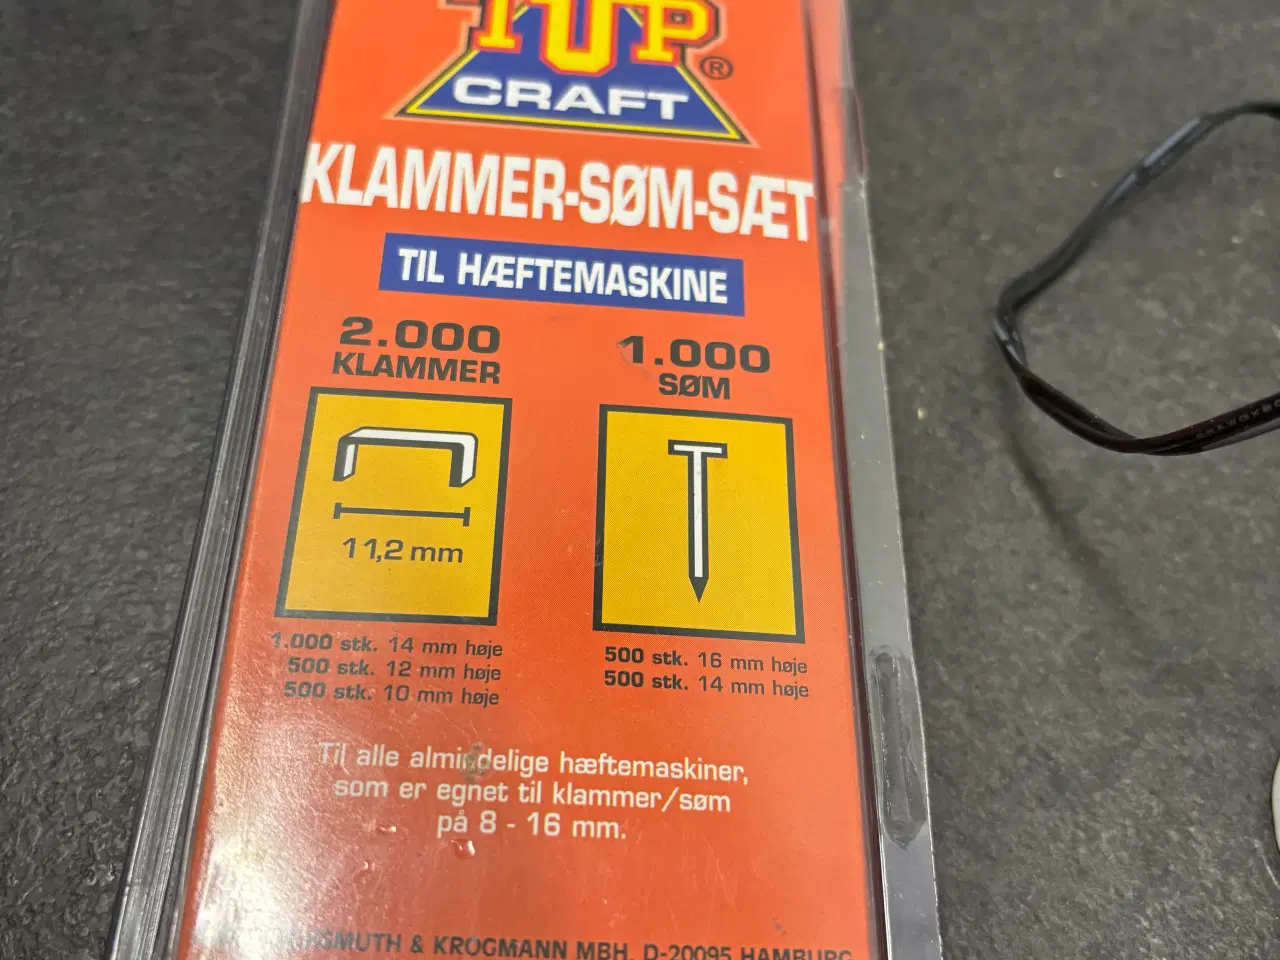 TOP
CRAFT
®
KLAMMER-SØM-SÆT
TIL HÆFTEMASKINE
2.000
KLAMMER
11,2 mm
1.000 stk. 14 mm høje
500 stk. 12 mm høje
500 stk. 10 mm høje
1.000
SØM
500 stk. 16 mm høje
500 stk. 14 mm høje
Til alle almindelige hæftemaskiner,
som er egnet til klammer/søm
på 8 - 16 mm.
& KROGMANN MBH, D-20095 HAMBURG